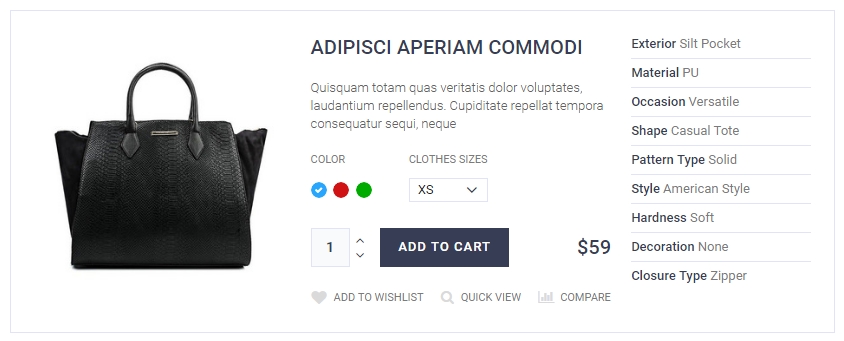 ADIPISCI APERIAM COMMODI
Quisquam totam quas veritatis dolor voluptates,
laudantium repellendus. Cupiditate repellat tempora
consequatur sequi, neque
COLOR
CLOTHES SIZES
XS
1
ADD TO CART
$59
ADD TO WISHLIST
QUICK VIEW
COMPARE
Exterior Silt Pocket
Material PU
Occasion Versatile
Shape Casual Tote
Pattern Type Solid
Style American Style
Hardness Soft
Decoration None
Closure Type Zipper